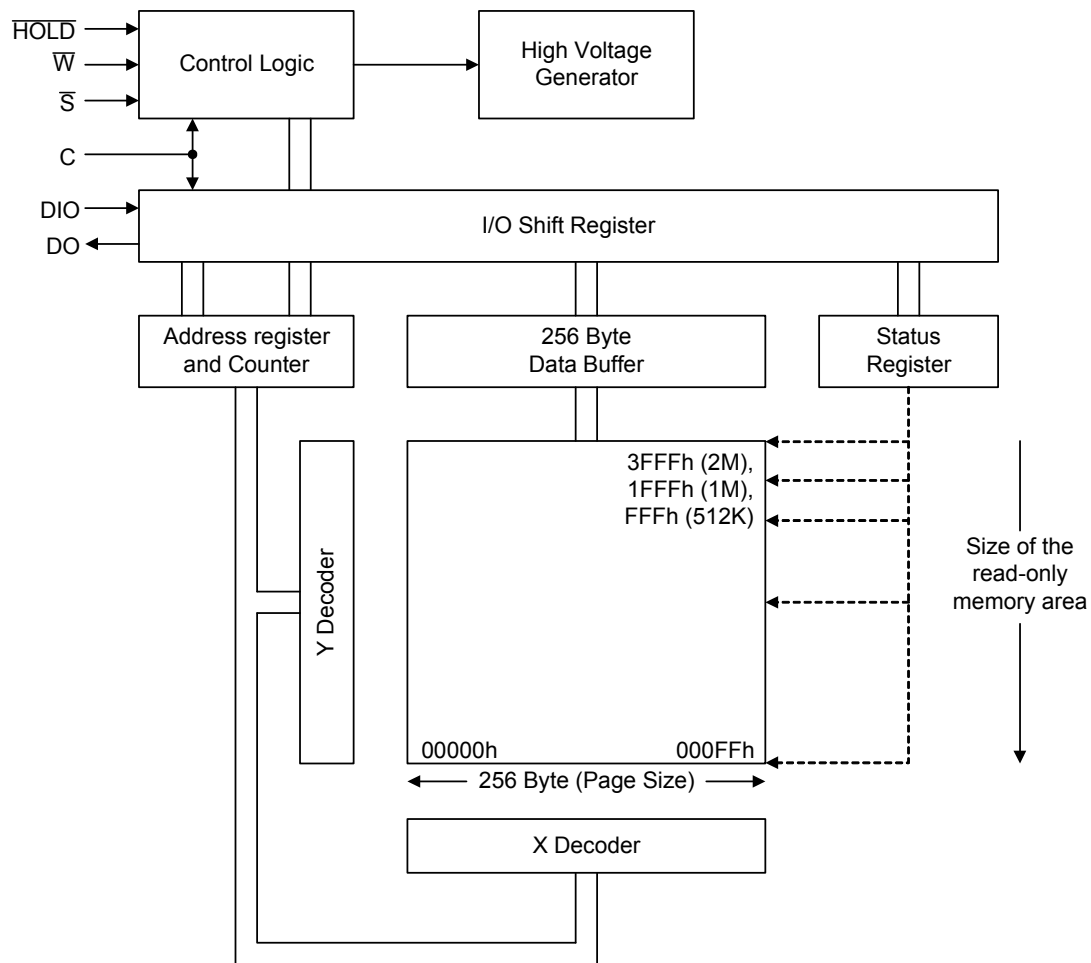 HOLD
W
S
C
DIO
DO
Control Logic
High Voltage
Generator
I/O Shift Register
Address register
and Counter
256 Byte
Data Buffer
Status
Register
Y Decoder
3FFFh (2M),
1FFFh (1M),
FFFh (512K)
Size of the
read-only
memory area
00000h
000FFh
256 Byte (Page Size)
X Decoder